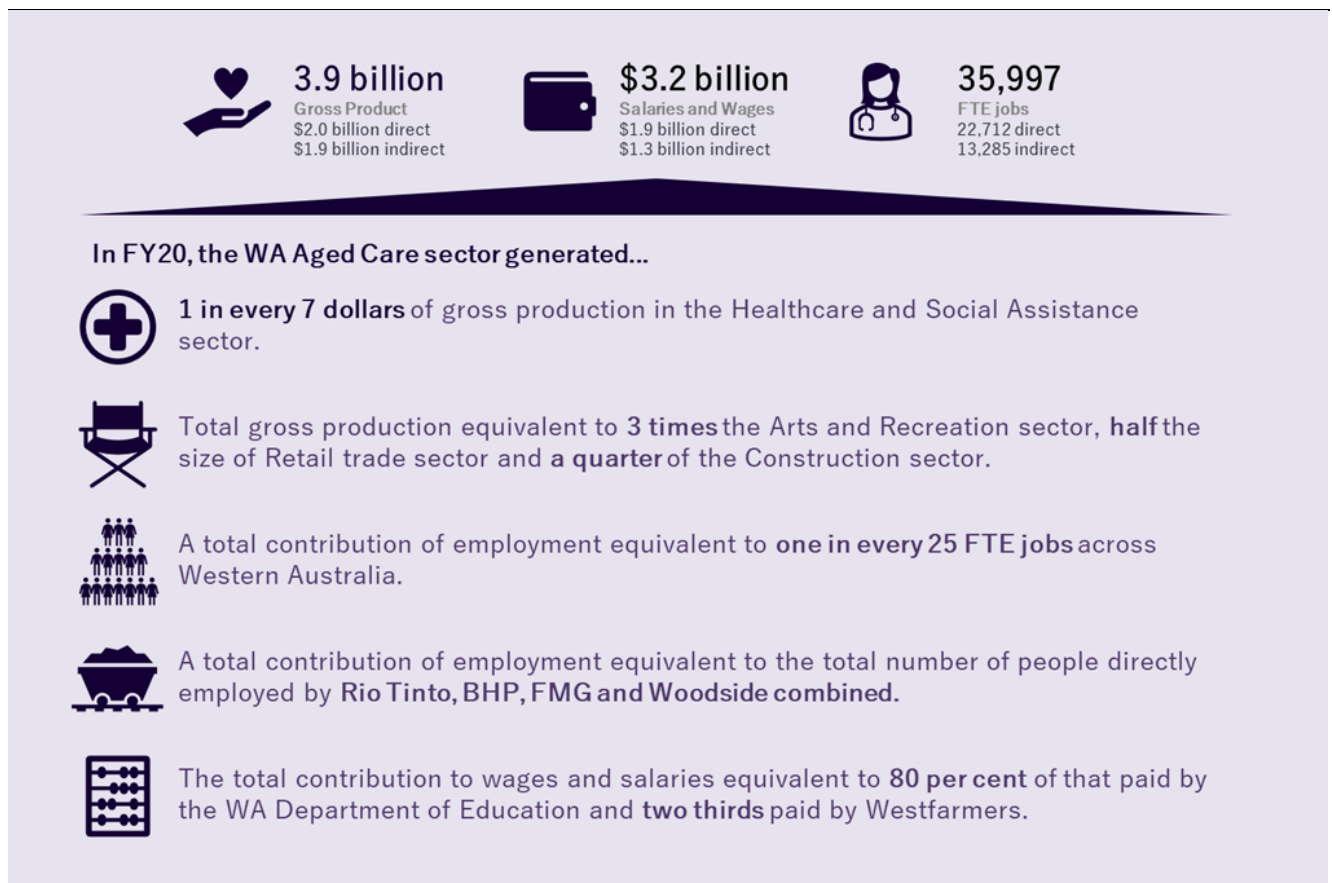 3.9 billion
Gross Product
$2.0 billion direct
$1.9 billion indirect
$3.2 billion
Salaries and Wages
$1.9 billion direct
$1.3 billion indirect
35,997
FTE jobs
22,712 direct
13,285 indirect
In FY20, the WA Aged Care sector generated...
1 in every 7 dollars of gross production in the Healthcare and Social Assistance
sector.
Total gross production equivalent to 3 times the Arts and Recreation sector, half the
size of Retail trade sector and a quarter of the Construction sector.
A total contribution of employment equivalent to one in every 25 FTE jobs across
Western Australia.
A total contribution of employment equivalent to the total number of people directly
employed by Rio Tinto, BHP, FMG and Woodside combined.
The total contribution to wages and salaries equivalent to 80 per cent of that paid by
the WA Department of Education and two thirds paid by Westfarmers.